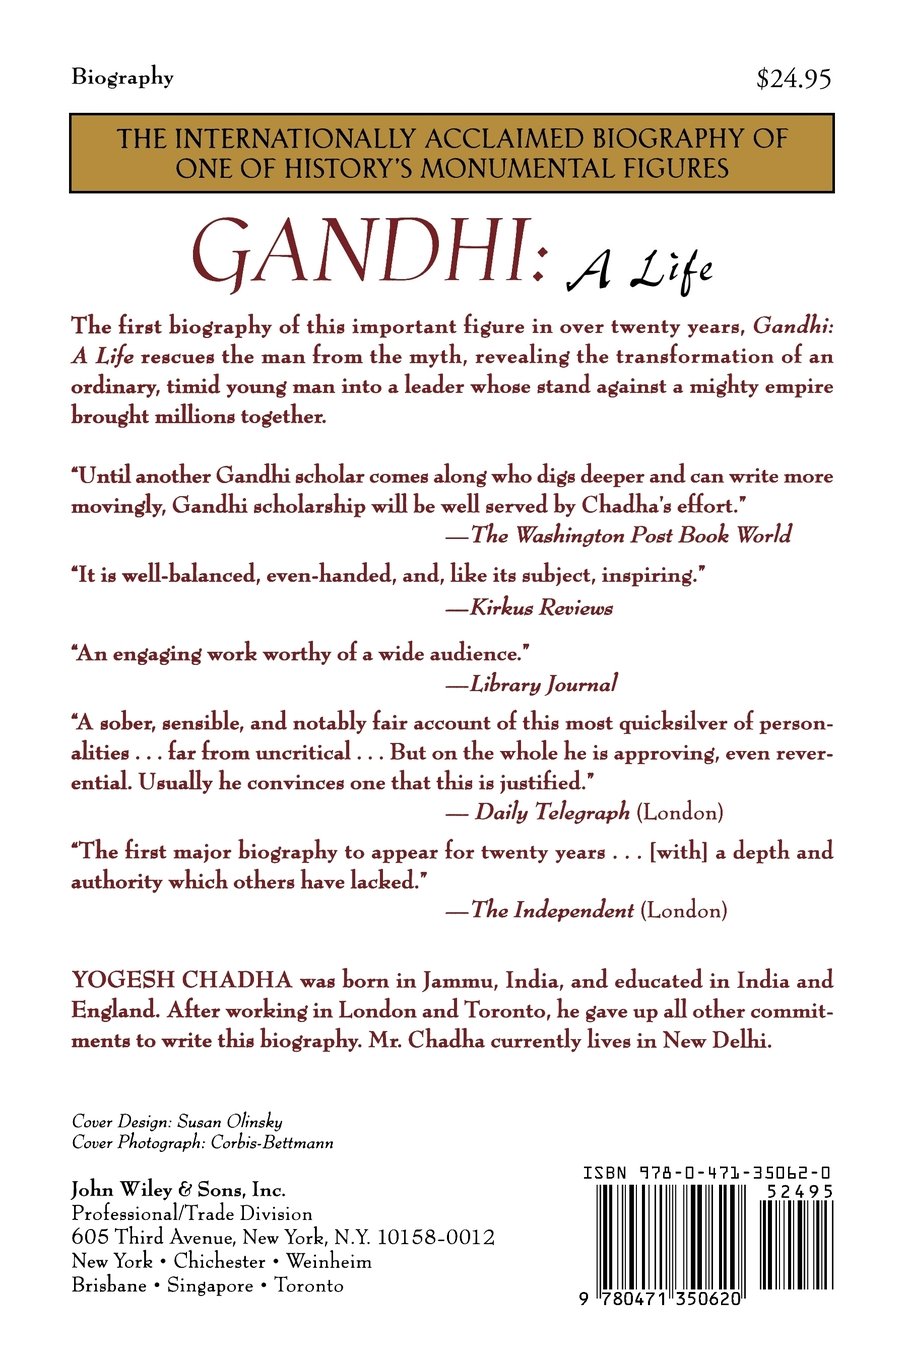 Biography
$24.95
THE INTERNATIONALLY ACCLAIMED BIOGRAPHY OF
ONE OF HISTORY'S MONUMENTAL FIGURES
GANDHI: A Life
The first biography of this important figure in over twenty years, Gandhi:
A Life rescues the man from the myth, revealing the transformation of an
ordinary, timid young man into a leader whose stand against a mighty empire
brought millions together.
“Until another Gandhi scholar comes along who digs deeper and can write more
movingly, Gandhi scholarship will be well served by Chadha's effort.”
—The Washington Post Book World
“It is well-balanced, even-handed, and, like its subject, inspiring.”
—Kirkus Reviews
“An engaging work worthy of a wide audience.”
—Library Journal
“A sober, sensible, and notably fair account of this most quicksilver of person-
alities . . . far from uncritical . . . But on the whole he is approving, even rever-
ential. Usually he convinces one that this is justified.”
— Daily Telegraph (London)
“The first major biography to appear for twenty years . . . [with] a depth and
authority which others have lacked.”
—The Independent (London)
YOGESH CHADHA was born in Jammu, India, and educated in India and
England. After working in London and Toronto, he gave up all other commit-
ments to write this biography. Mr. Chadha currently lives in New Delhi.
Cover Design: Susan Olinsky
Cover Photograph: Corbis-Bettmann
John Wiley & Sons, Inc.
Professional/Trade Division
605 Third Avenue, New York, N.Y. 10158-0012
New York • Chichester • Weinheim
Brisbane • Singapore • Toronto
ISBN 978-0-471-35062-0
52495
9 780471 350620